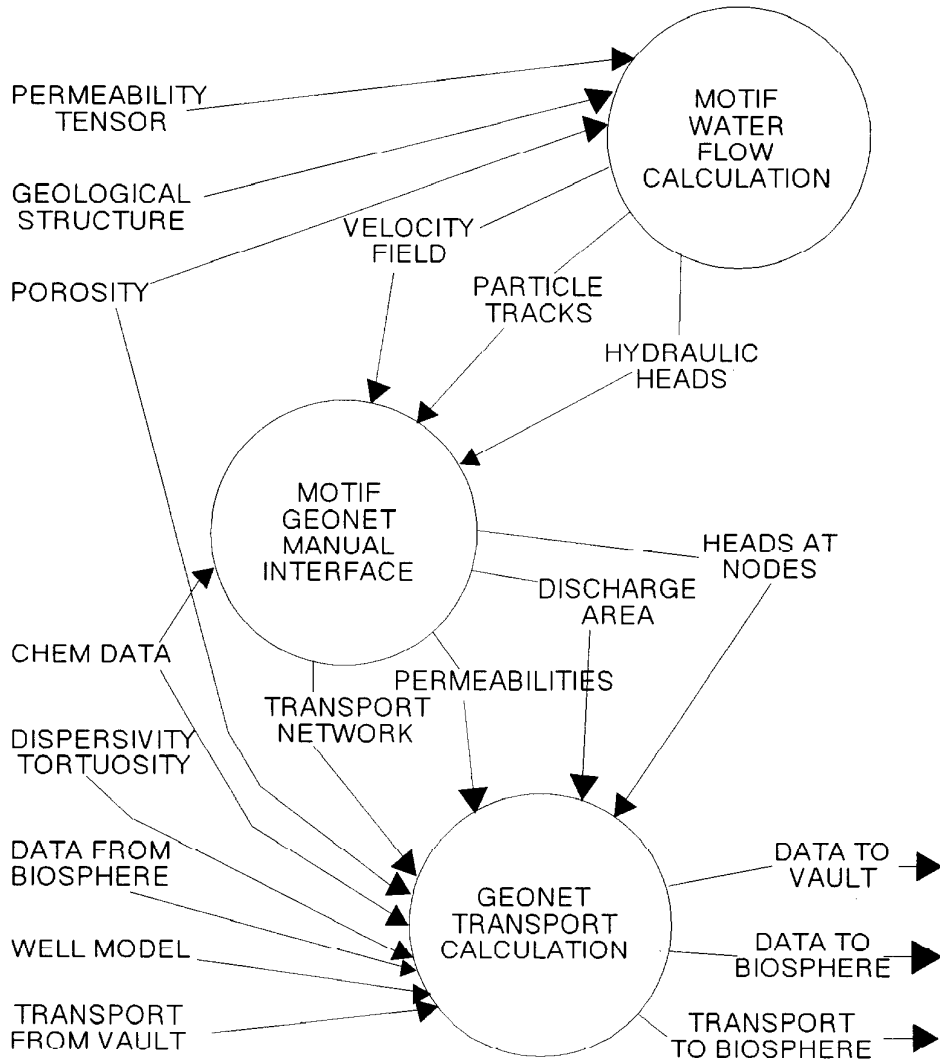 PERMEABILITY
TENSOR
MOTIF
WATER
FLOW
CALCULATION
GEOLOGICAL
STRUCTURE
VELOCITY
FIELD
POROSITY
PARTICLE
TRACKS
HYDRAULIC
HEADS
MOTIF
GEONET
MANUAL
INTERFACE
HEADS AT
NODES
DISCHARGE
AREA
CHEM DATA
PERMEABILITIES
TRANSPORT
NETWORK
DISPERSIVITY
TORTUOSITY
DATA FROM
BIOSPHERE
WELL MODEL
TRANSPORT
FROM VAULT
GEONET
TRANSPORT
CALCULATION
DATA TO
VAULT
DATA TO
BIOSPHERE
TRANSPORT
TO BIOSPHERE